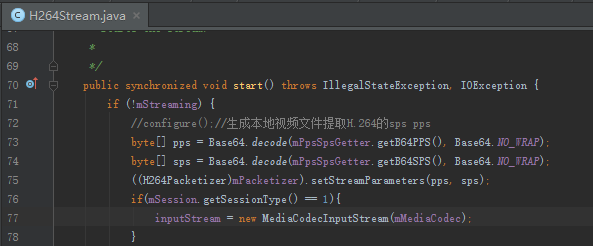 H264Stream.java
68 *
69 */
70 public synchronized void start() throws IllegalStateException, IOException {
71 if (!mStreaming) {
72 //configure();//生成本地视频文件提取H.264的sps pps
73 byte[] pps = Base64.decode(mPpsSpsGetter.getB64PPS(), Base64.NO_WRAP);
74 byte[] sps = Base64.decode(mPpsSpsGetter.getB64SPS(), Base64.NO_WRAP);
75 ((H264Packetizer)mPacketizer).setStreamParameters(pps, sps);
76 if(mSession.getSessionType() == 1){
77 inputStream = new MediaCodecInputStream(mMediaCodec);
78 }